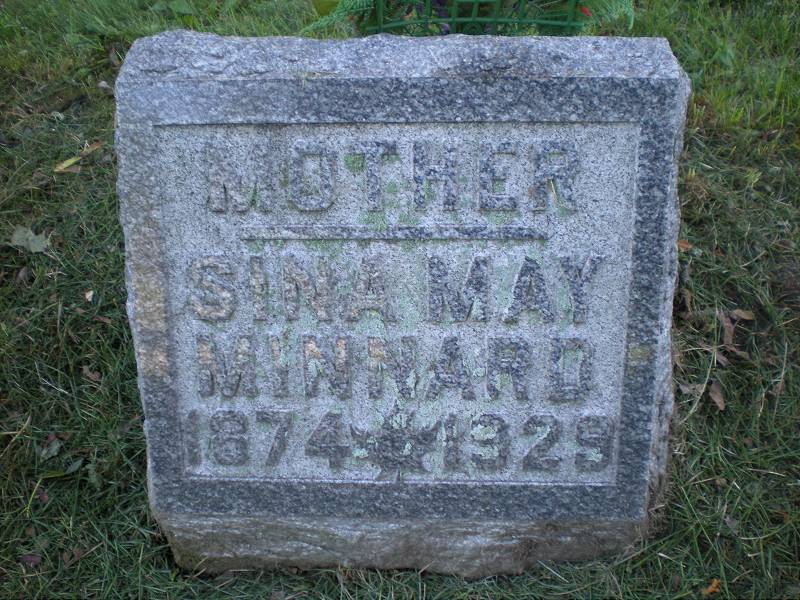 MOTHER
SINA MAY
MINNARD
1874 1929